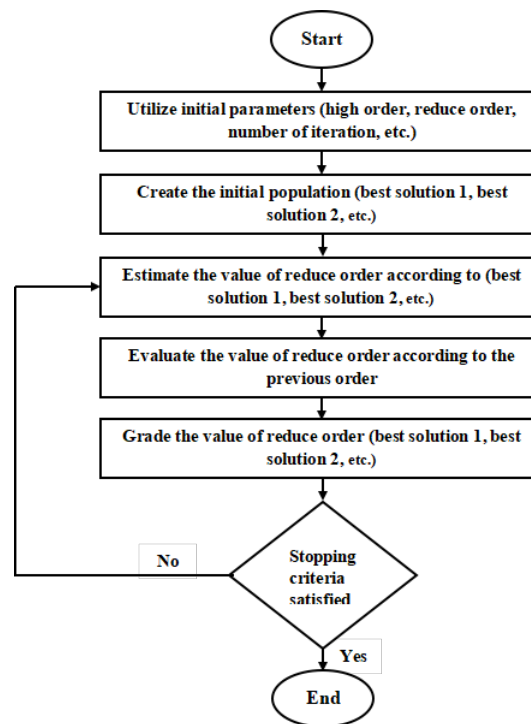 Start
Utilize initial parameters (high order, reduce order,
number of iteration, etc.)
Create the initial population (best solution 1, best
solution 2, etc.)
Estimate the value of reduce order according to (best
solution 1, best solution 2, etc.)
Evaluate the value of reduce order according to the
previous order
Grade the value of reduce order (best solution 1, best
solution 2, etc.)
No
Stopping
criteria
satisfied
Yes
End